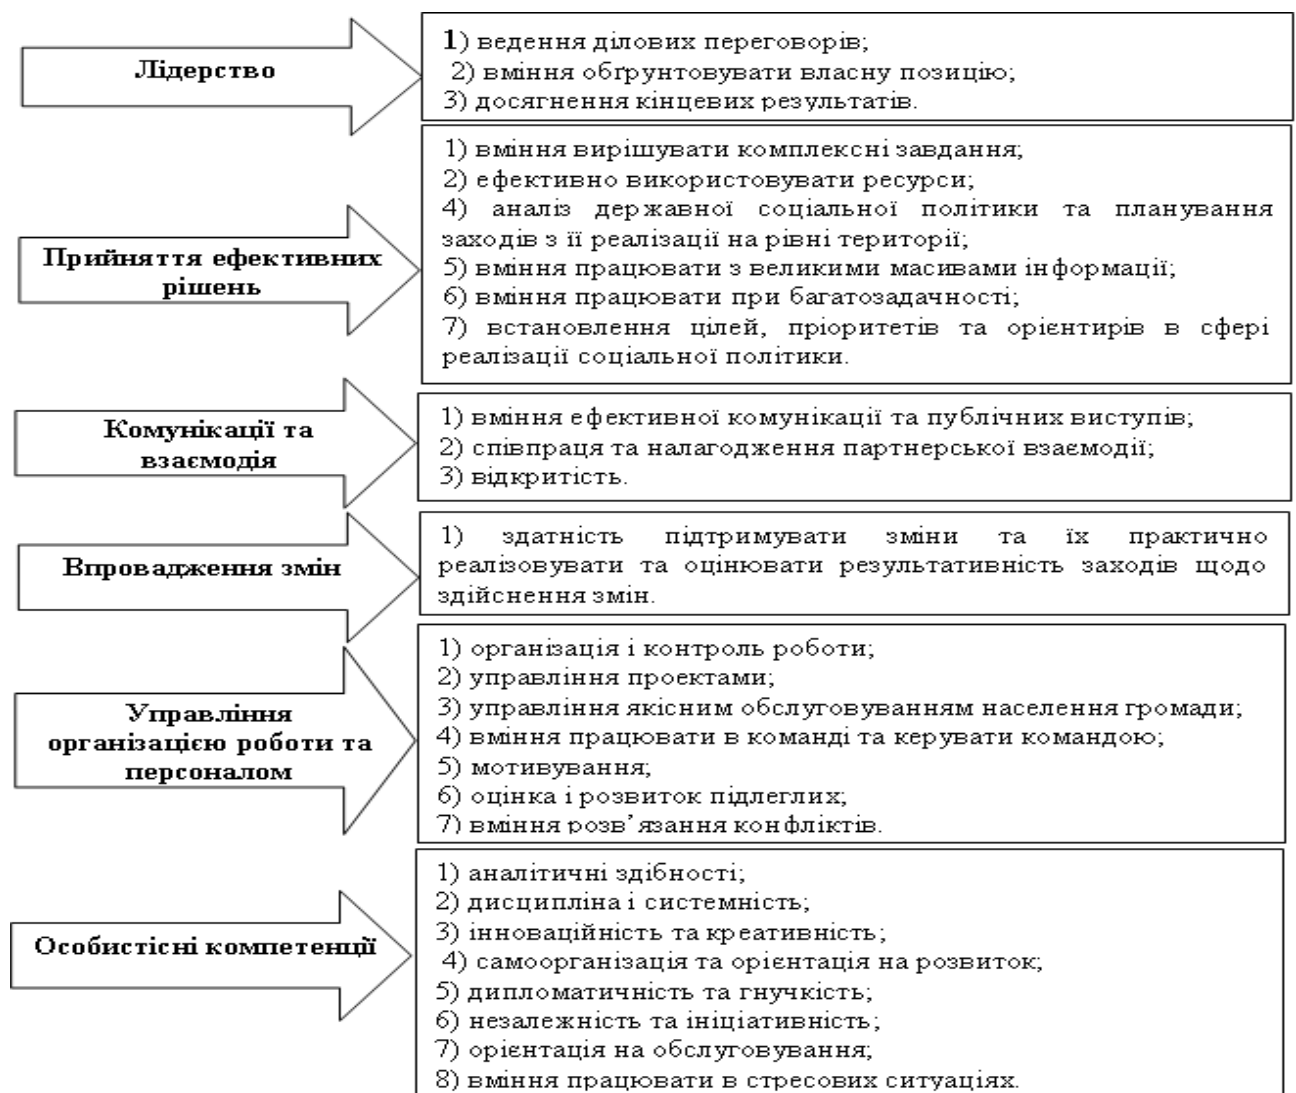 Лідерство
1) ведення ділових переговорів;
2) вміння обґрунтовувати власну позицію;
3) досягнення кінцевих результатів.
Прийняття ефективних
рішень
1) вміння вирішувати комплексні завдання;
2) ефективно використовувати ресурси;
4) аналіз державної соціальної політики та планування
заходів з її реалізації на рівні території;
5) вміння працювати з великими масивами інформації;
6) вміння працювати при багатозадачності;
7) встановлення цілей, пріоритетів та орієнтирів в сфері
реалізації соціальної політики.
Комунікації та
взаємодія
1) вміння ефективної комунікації та публічних виступів;
2) співпраця та налагодження партнерської взаємодії;
3) відкритість.
Впровадження змін
1) здатність підтримувати зміни та їх практично
реалізовувати та оцінювати результативність заходів щодо
здійснення змін.
Управління
організацією роботи та
персоналом
1) організація і контроль роботи;
2) управління проектами;
3) управління якісним обслуговуванням населення громади;
4) вміння працювати в команді та керувати командою;
5) мотивування;
6) оцінка і розвиток підлеглих;
7) вміння розв’язання конфліктів.
Особистісні компетенції
1) аналітичні здібності;
2) дисципліна і системність;
3) інноваційність та креативність;
4) самоорганізація та орієнтація на розвиток;
5) дипломатичність та гнучкість;
6) незалежність та ініціативність;
7) орієнтація на обслуговування;
8) вміння працювати в стресових ситуаціях.